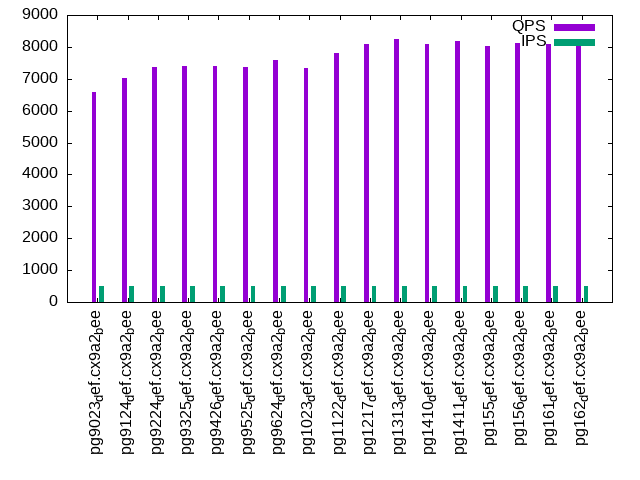 9000
8000
7000
6000
5000
4000
3000
2000
1000
0
QPS
IPS
pg9023def.cx9a2bee
pg9124def.cx9a2bee
pg9224def.cx9a2bee
pg9325def.cx9a2bee
pg9426def.cx9a2bee
pg9525def.cx9a2bee
pg9624def.cx9a2bee
pg1023def.cx9a2bee
pg1122def.cx9a2bee
pg1217def.cx9a2bee
pg1313def.cx9a2bee
pg1410def.cx9a2bee
pg1411def.cx9a2bee
pg155def.cx9a2bee
pg156def.cx9a2bee
pg161def.cx9a2bee
pg162def.cx9a2bee